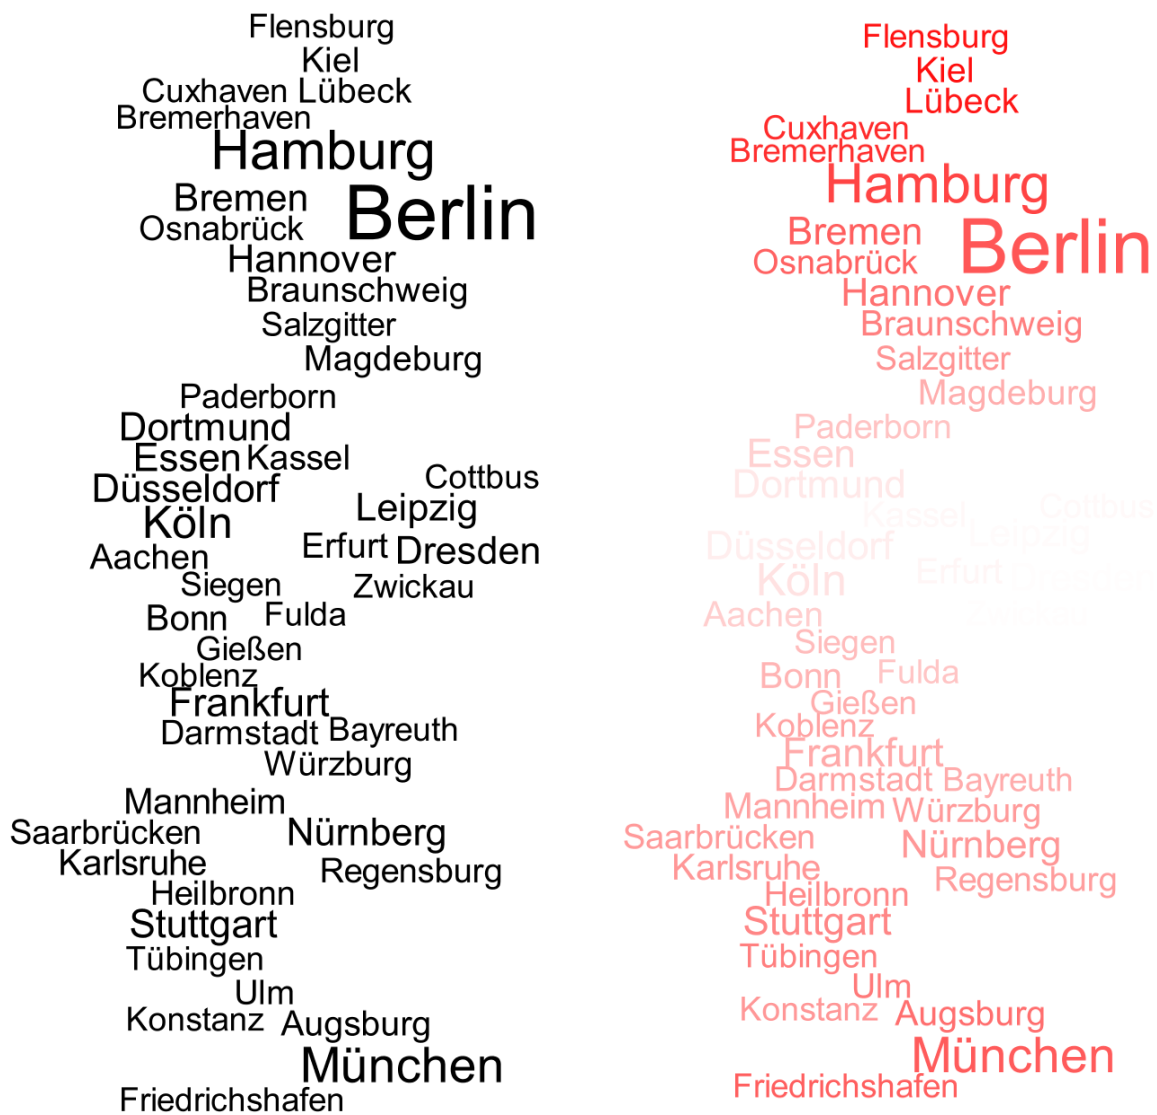 Flensburg
Kiel
Cuxhaven Lübeck
Bremerhaven
Hamburg
Bremen
Berlin
Osnabrück
Hannover
Braunschweig
Salzgitter
Magdeburg
Paderborn
Dortmund
Essen Kassel
Cottbus
Düsseldorf
Leipzig
Köln
Erfurt Dresden
Aachen
Siegen
Zwickau
Bonn
Fulda
Gießen
Koblenz
Frankfurt
Darmstadt Bayreuth
Würzburg
Mannheim
Saarbrücken
Nürnberg
Karlsruhe
Regensburg
Heilbronn
Stuttgart
Tübingen
Ulm
Konstanz
Augsburg
München
Friedrichshafen
Flensburg
Kiel
Lübeck
Cuxhaven
Bremerhaven
Hamburg
Bremen
Berlin
Osnabrück
Hannover
Braunschweig
Salzgitter
Magdeburg
Paderborn
Essen
Dortmund
Cottbus
Kassel
Leipzig
Düsseldorf
Erfurt
Köln
Aachen
Siegen
Bonn
Fulda
Gießen
Koblenz
Frankfurt
Darmstadt Bayreuth
Mannheim Würzburg
Saarbrücken
Nürnberg
Karlsruhe
Regensburg
Heilbronn
Stuttgart
Tübingen
Ulm
Konstanz
Augsburg
München
Friedrichshafen